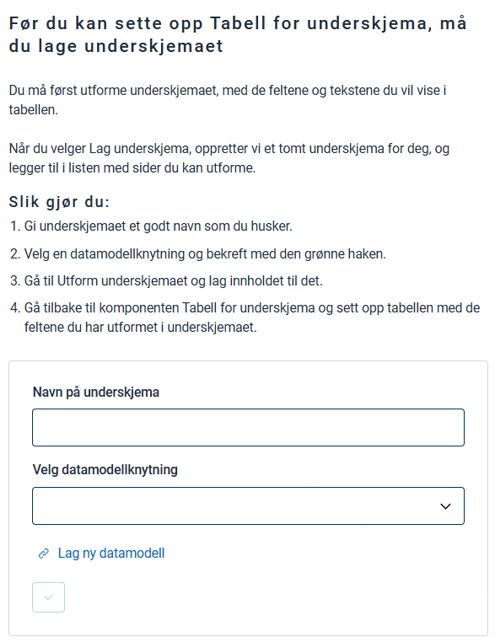 Før du kan sette opp Tabell for underskjema, må
du lage underskjemaet
Du må først utforme underskjemaet, med de feltene og tekstene du vil vise i
tabellen.
Når du velger Lag underskjema, oppretter vi et tomt underskjema for deg, og
legger til i listen med sider du kan utforme.
Slik gjør du:
1. Gi underskjemaet et godt navn som du husker.
2. Velg en datamodellknytning og bekreft med den grønne haken.
3. Gå til Utform underskjemaet og lag innholdet til det.
4. Gå tilbake til komponenten Tabell for underskjema og sett opp tabellen med de
feltene du har utformet i underskjemaet.
Navn på underskjema
Velg datamodellknytning
Lag ny datamodell